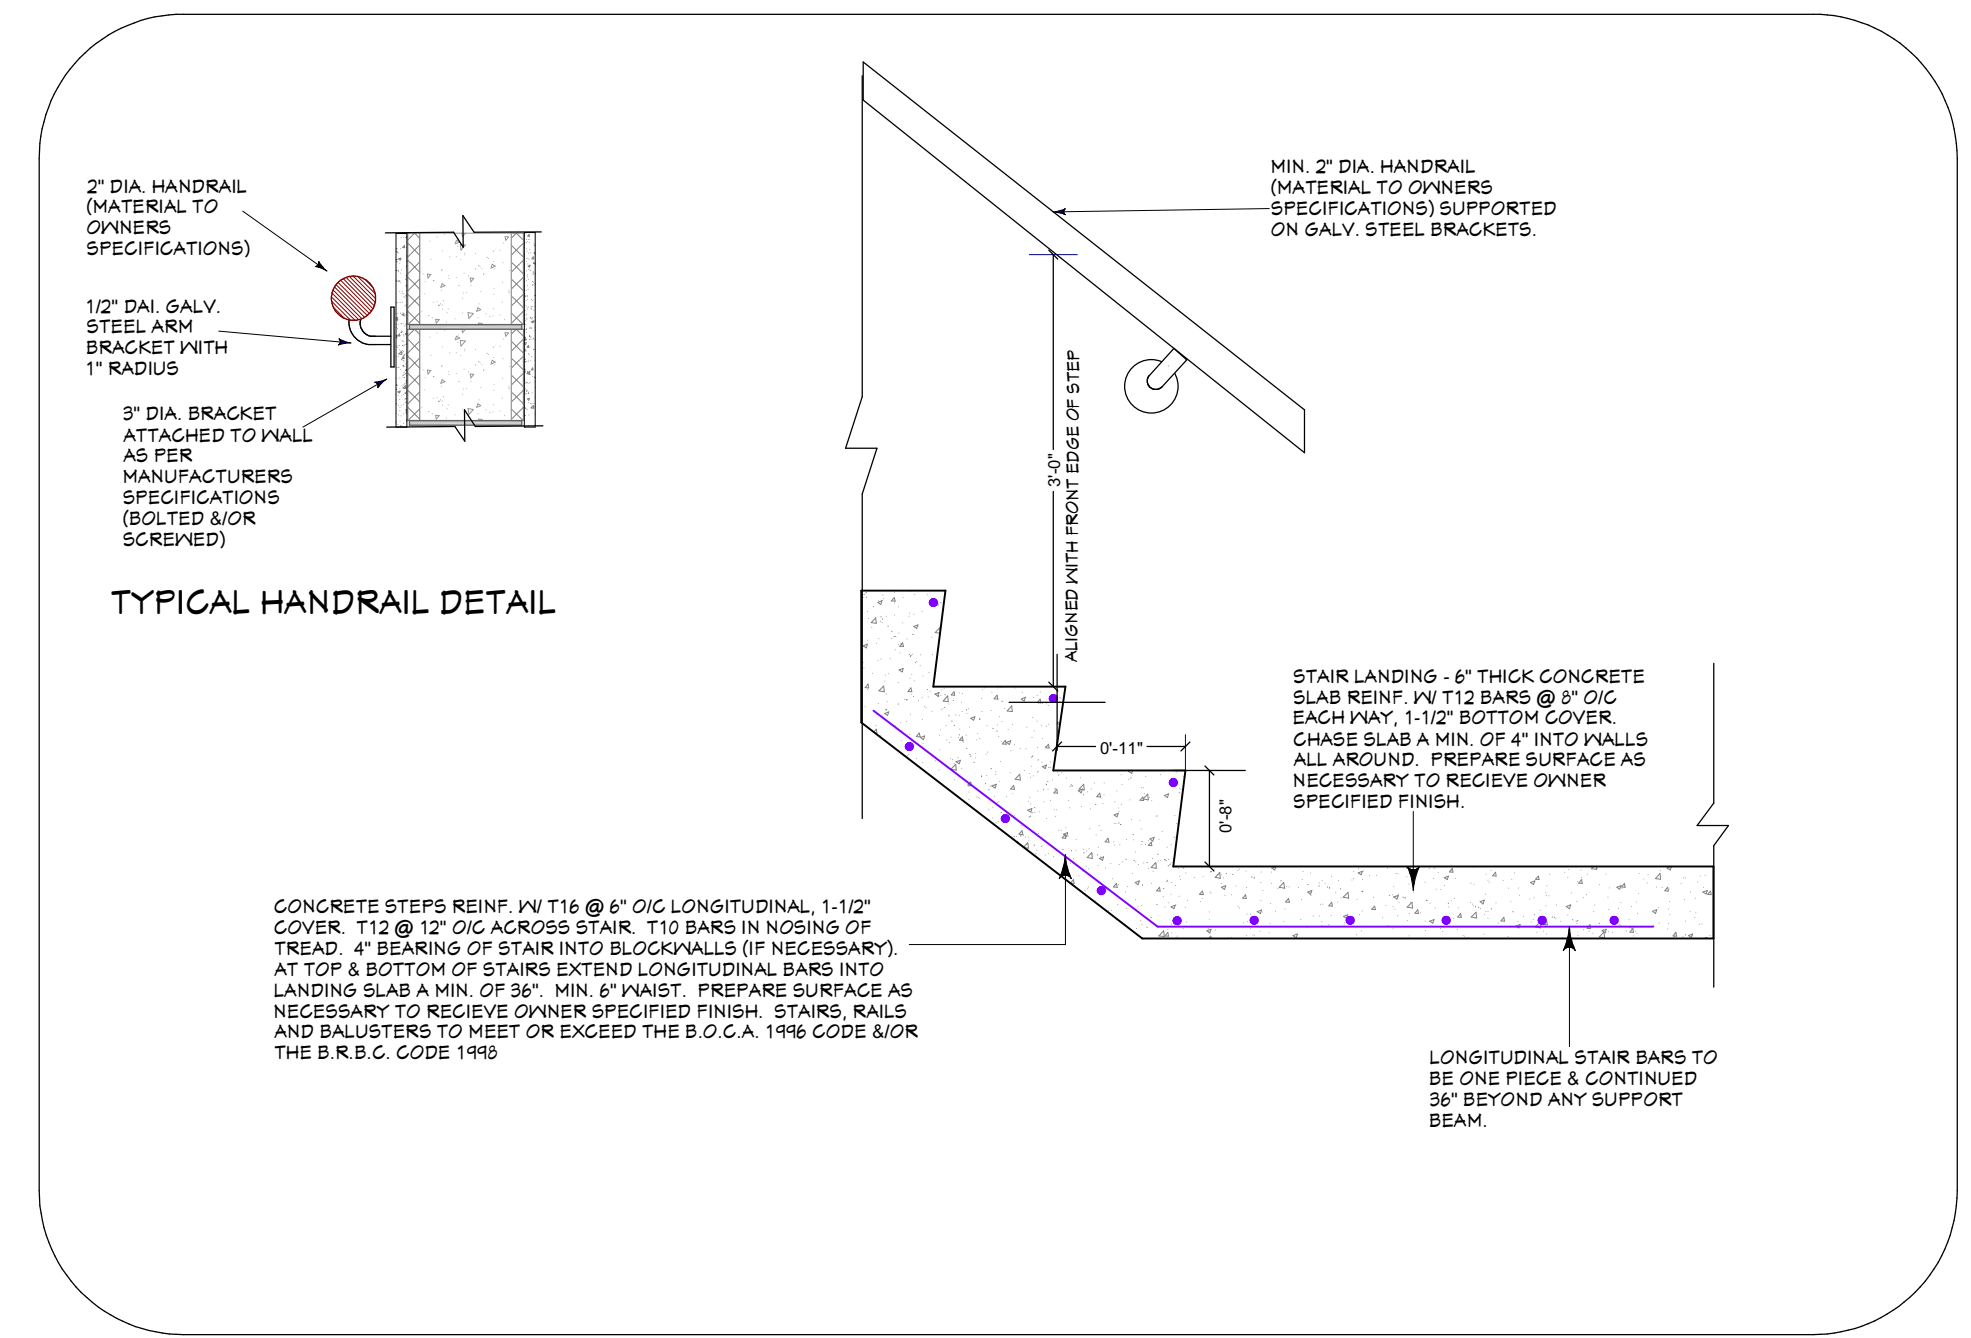 2" DIA. HANDRAIL
(MATERIAL TO
OWNERS
SPECIFICATIONS)
1/2" DAI. GALV.
STEEL ARM
BRACKET WITH
1" RADIUS
3" DIA. BRACKET
ATTACHED TO WALL
AS PER
MANUFACTURERS
SPECIFICATIONS
(BOLTED &/OR
SCREWED)
TYPICAL HANDRAIL DETAIL
MIN. 2" DIA. HANDRAIL
(MATERIAL TO OWNERS
SPECIFICATIONS) SUPPORTED
ON GALV. STEEL BRACKETS.
3'-0"
ALIGNED WITH FRONT EDGE OF STEP
0'-11"
0'-8"
STAIR LANDING - 6" THICK CONCRETE
SLAB REINF. W/ T12 BARS @ 8" O/C
EACH WAY, 1-1/2" BOTTOM COVER.
CHASE SLAB A MIN. OF 4" INTO WALLS
ALL AROUND. PREPARE SURFACE AS
NECESSARY TO RECIEVE OWNER
SPECIFIED FINISH.
CONCRETE STEPS REINF. W/ T16 @ 6" O/C LONGITUDINAL, 1-1/2"
COVER. T12 @ 12" O/C ACROSS STAIR. T10 BARS IN NOSING OF
TREAD. 4" BEARING OF STAIR INTO BLOCKWALLS (IF NECESSARY).
AT TOP & BOTTOM OF STAIRS EXTEND LONGITUDINAL BARS INTO
LANDING SLAB A MIN. OF 36". MIN. 6" WAIST. PREPARE SURFACE AS
NECESSARY TO RECIEVE OWNER SPECIFIED FINISH. STAIRS, RAILS
AND BALUSTERS TO MEET OR EXCEED THE B.O.C.A. 1996 CODE &/OR
THE B.R.B.C. CODE 1998
LONGITUDINAL STAIR BARS TO
BE ONE PIECE & CONTINUED
36" BEYOND ANY SUPPORT
BEAM.